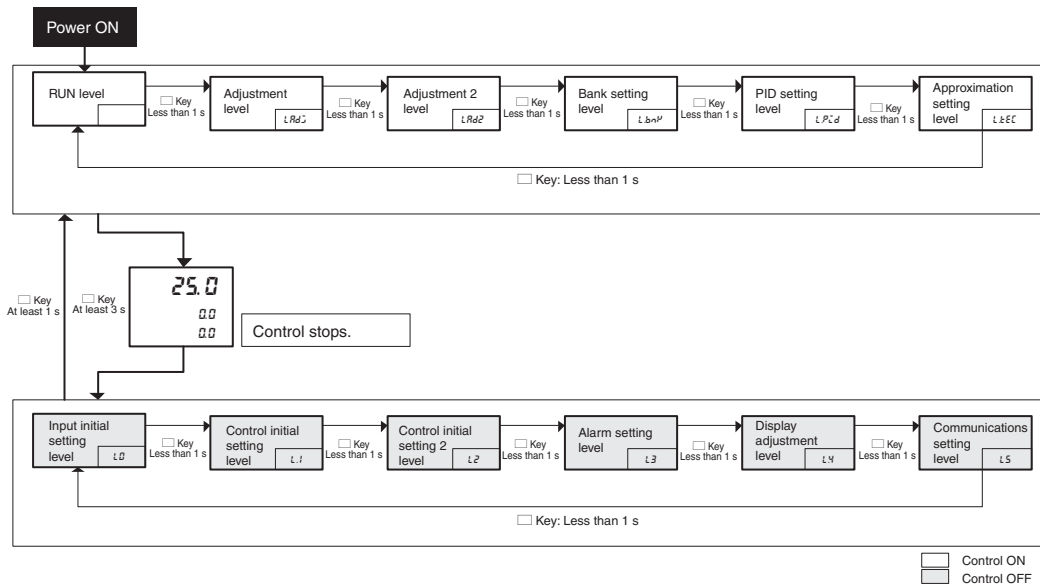 Power ON
RUN level
Adjustment
level
L.Adj
Adjustment 2
level
L.Ad2
Bank setting
level
L.bnK
PID setting
level
L.Pid
Approximation
setting
level
L.tEC
Key
Less than 1 s
Key
Less than 1 s
Key
Less than 1 s
Key
Less than 1 s
Key
Less than 1 s
Key: Less than 1 s
Key
At least 1 s
Key
At least 3 s
25.0
0.0
0.0
Control stops.
Input initial
setting
level
L.0
Control initial
setting
level
L.1
Control initial
setting 2
level
L.2
Alarm setting
level
L.3
Display
adjustment
level
L.4
Communications
setting
level
L.5
Key
Less than 1 s
Key
Less than 1 s
Key
Less than 1 s
Key
Less than 1 s
Key
Less than 1 s
Key: Less than 1 s
Control ON
Control OFF